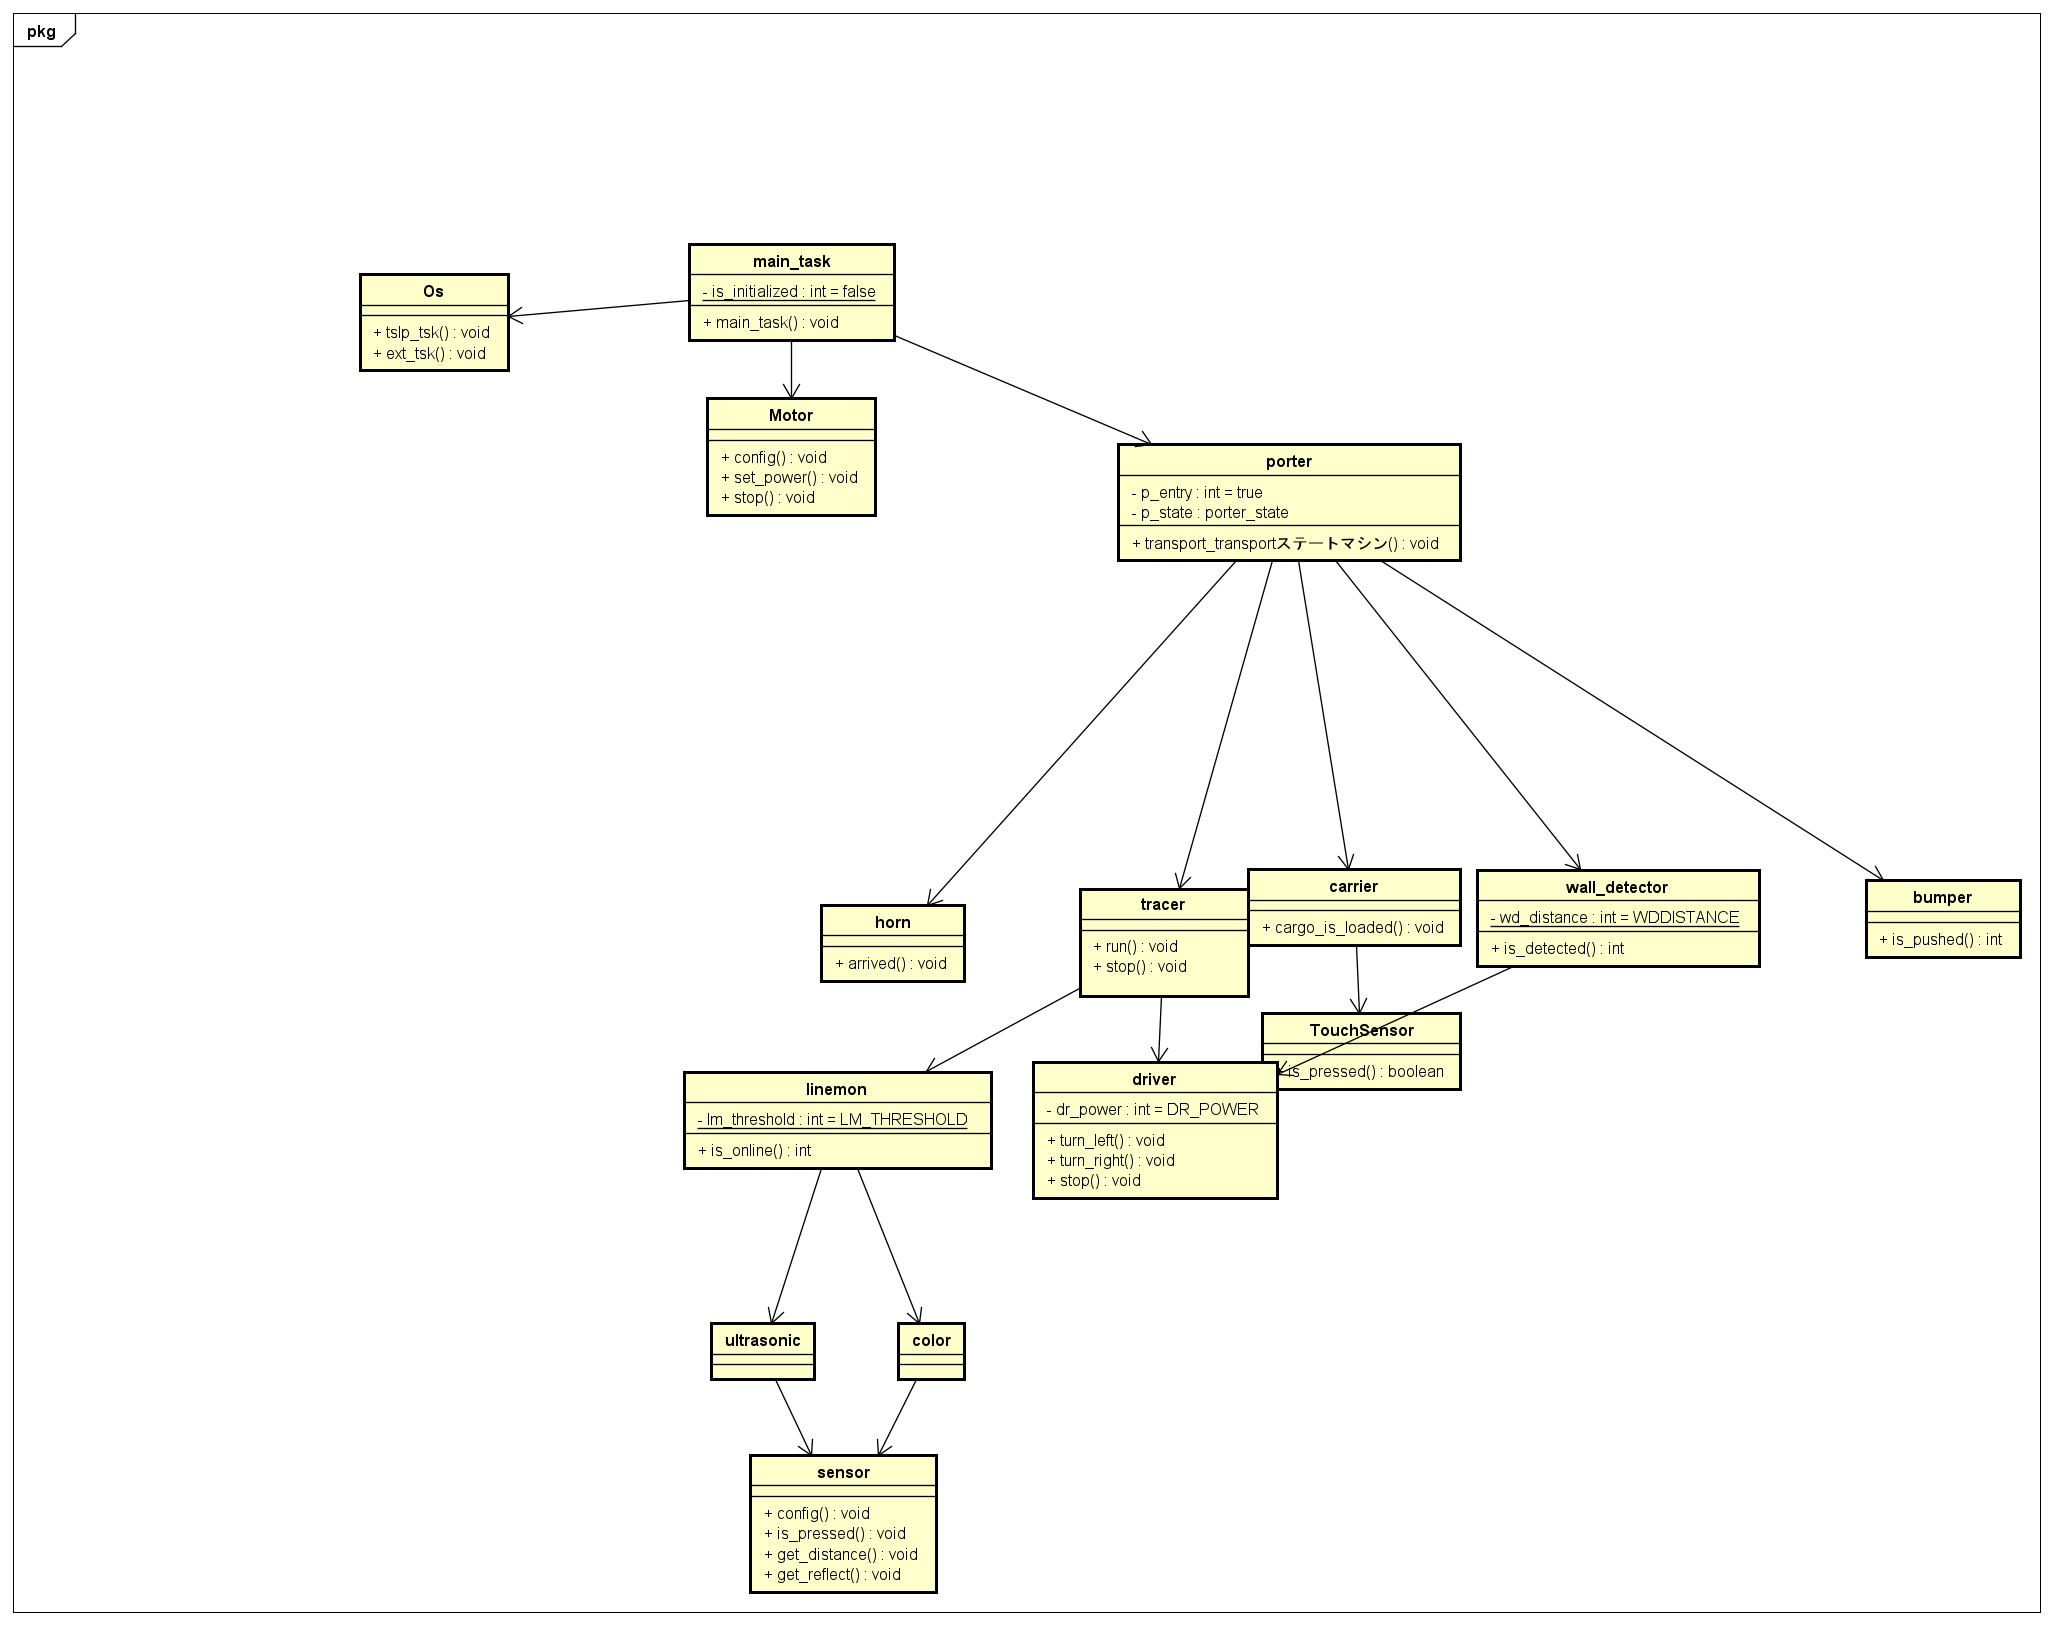 pkg
main_task
- is_initialized : int = false
+ main_task() : void
Os
+ tslp_tsk() : void
+ ext_tsk() : void
Motor
+ config() : void
+ set_power() : void
+ stop() : void
porter
- p_entry : int = true
- p_state : porter_state
+ transport_transportステートマシン() : void
horn
+ arrived() : void
tracer
+ run() : void
+ stop() : void
carrier
+ cargo_is_loaded() : void
wall_detector
- wd_distance : int = WDDISTANCE
+ is_detected() : int
bumper
+ is_pushed() : int
TouchSensor
is_pressed() : boolean
linemon
- lm_threshold : int = LM_THRESHOLD
+ is_online() : int
driver
- dr_power : int = DR_POWER
+ turn_left() : void
+ turn_right() : void
+ stop() : void
ultrasonic
color
sensor
+ config() : void
+ is_pressed() : void
+ get_distance() : void
+ get_reflect() : void